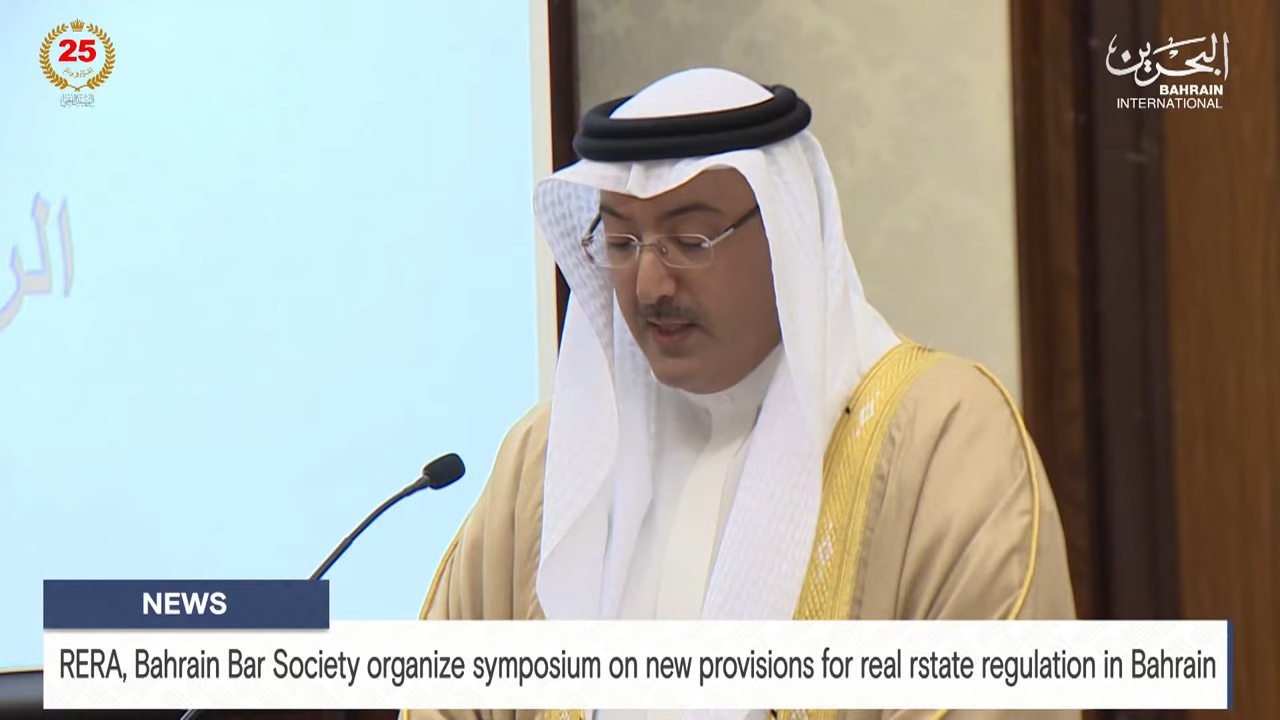 25
البحرين
BAHRAIN
INTERNATIONAL
الر
NEWS
RERA, Bahrain Bar Society organize symposium on new provisions for real rstate regulation in Bahrain